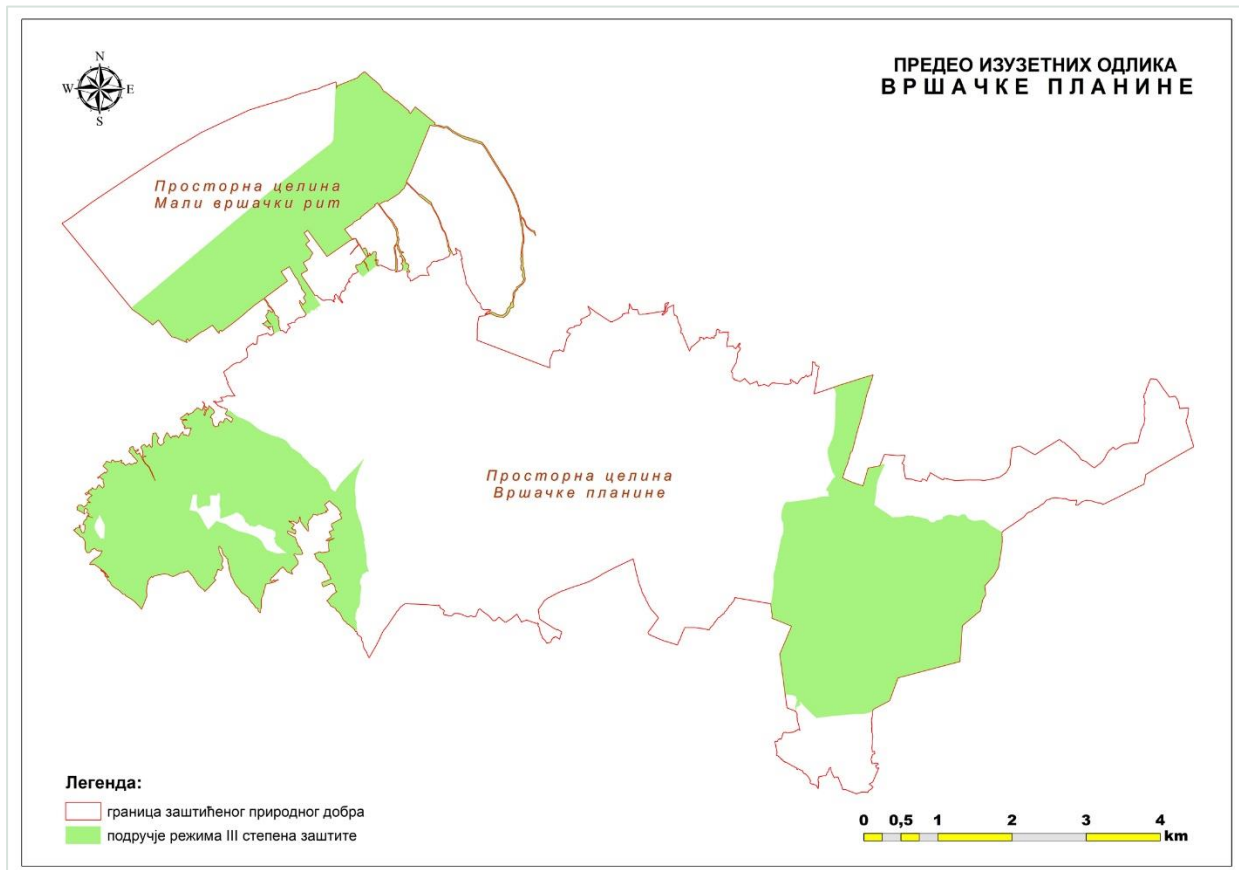 ПРЕДЕО ИЗУЗЕТНИХ ОДЛИКА
ВРШАЧКЕ ПЛАНИНЕ
N
W E
S
Просторна целина
Мали вршачки рит
Просторна целина
Вршачке планине
Легенда:
граница заштићеног природног добра
подручје режима III степена заштите
0 0,5 1 2 3 4
km